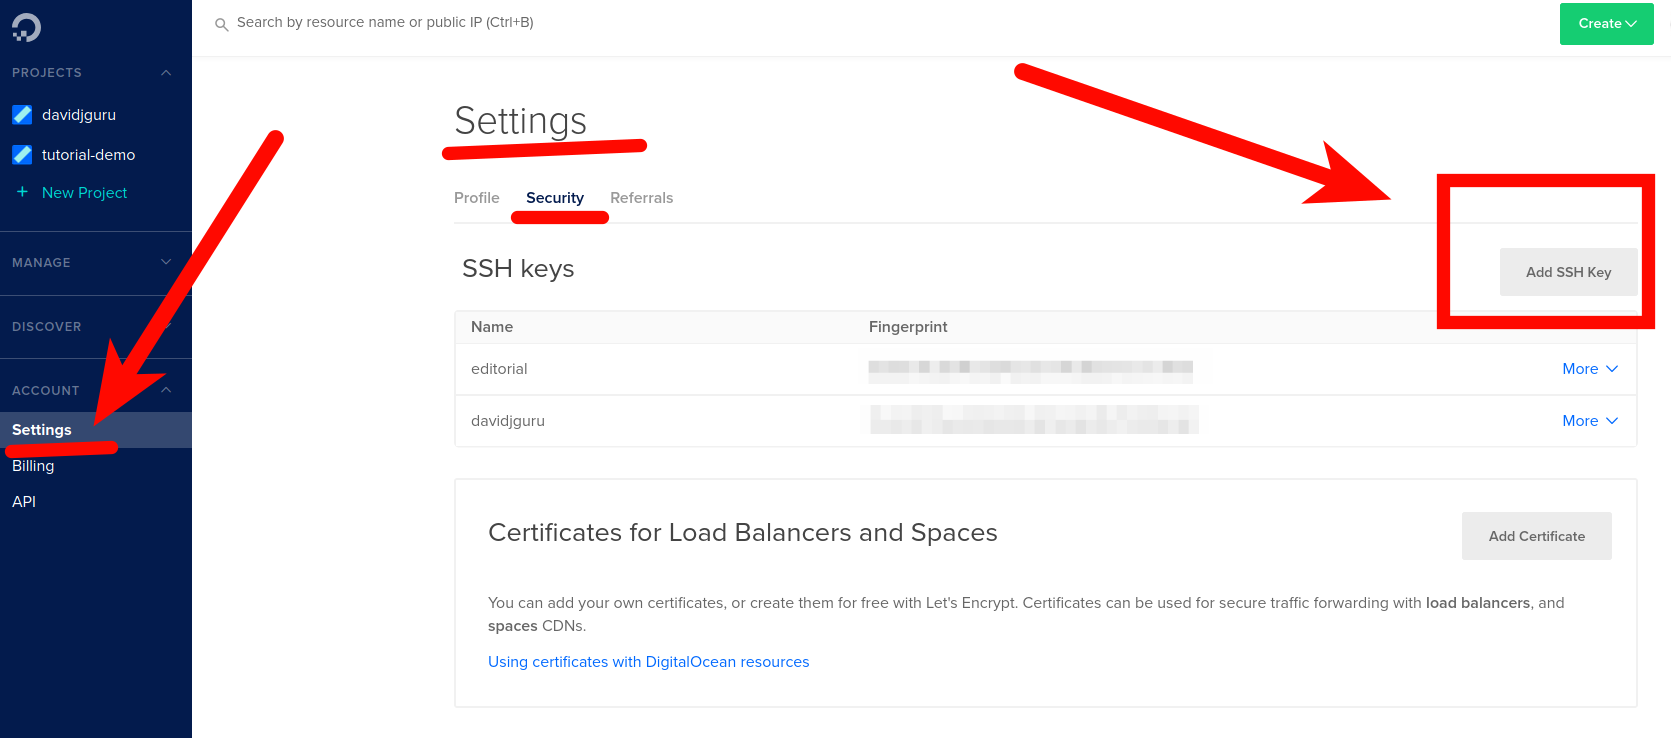 Search by resource name or public IP (Ctrl+B)
Create
PROJECTS
davidjguru
tutorial-demo
+ New Project
MANAGE
DISCOVER
ACCOUNT
Settings
Billing
API
Settings
Profile Security Referrals
SSH keys
Add SSH Key
Name Fingerprint
editorial More
davidjguru More
Certificates for Load Balancers and Spaces
Add Certificate
You can add your own certificates, or create them for free with Let's Encrypt. Certificates can be used for secure traffic forwarding with load balancers, and
spaces CDNs.
Using certificates with DigitalOcean resources